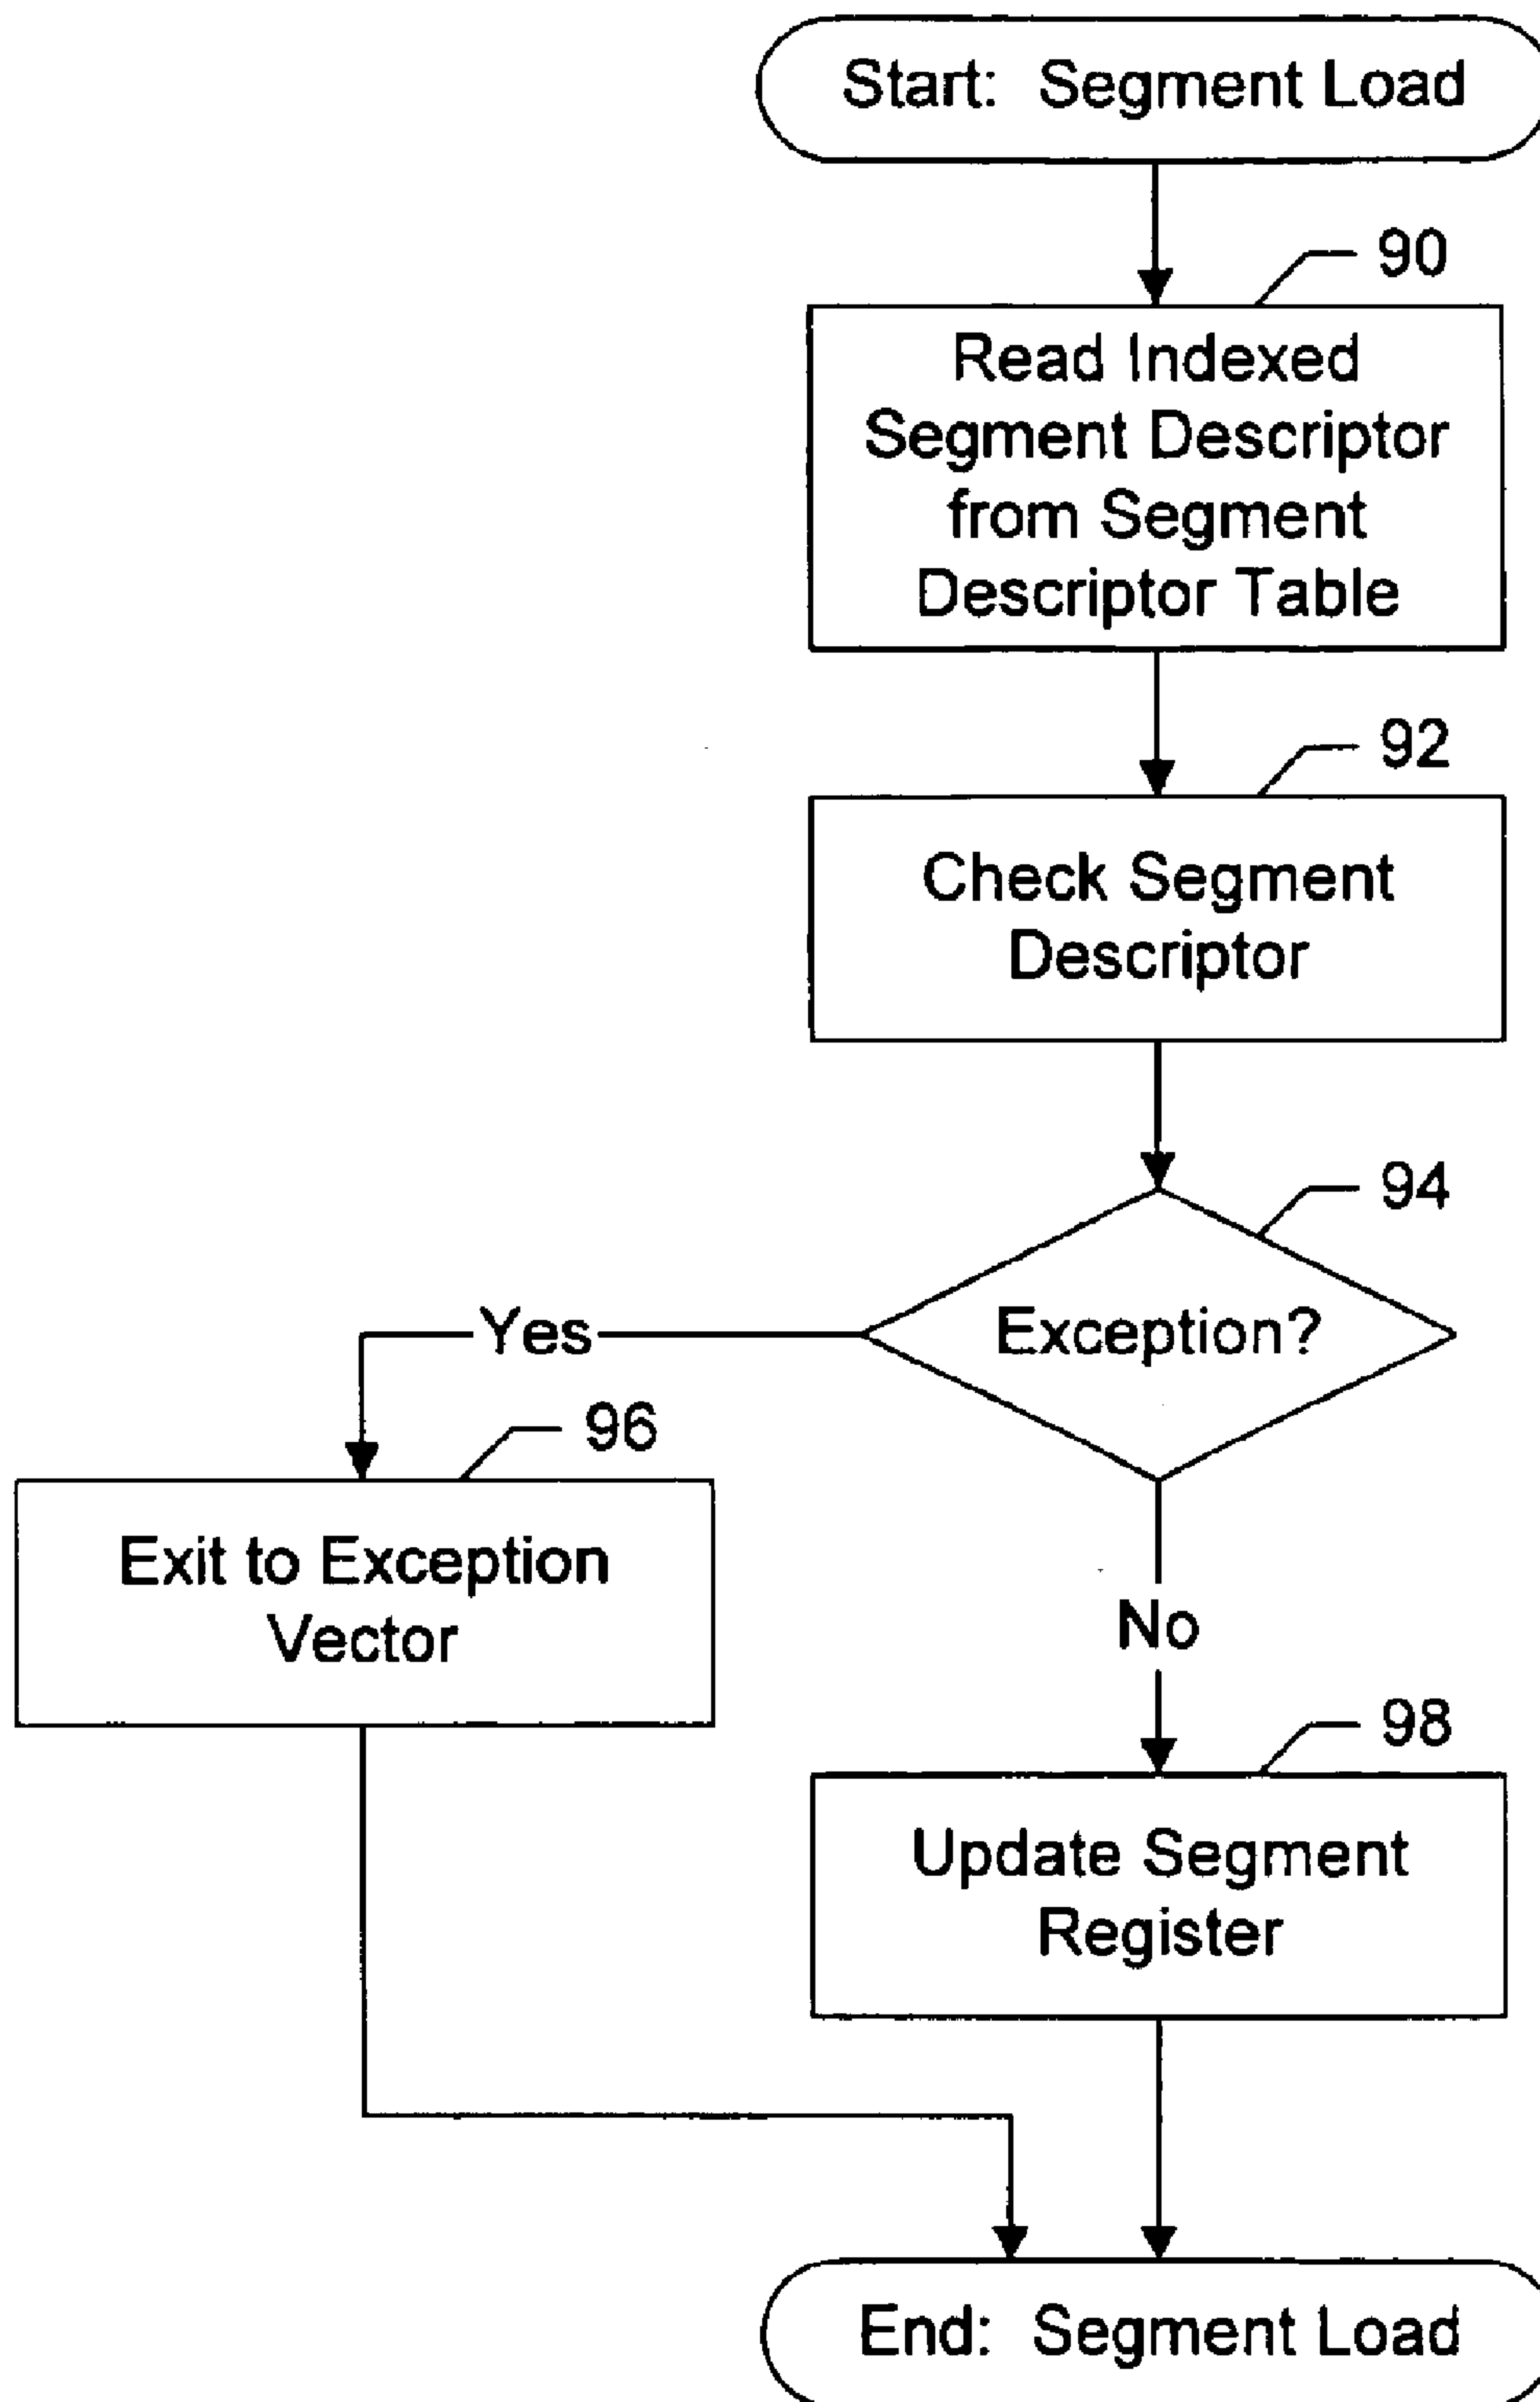 Start: Segment Load
90
Read Indexed
Segment Descriptor
from Segment
Descriptor Table
92
Check Segment
Descriptor
94
Exception?
Yes
96
Exit to Exception
Vector
No
98
Update Segment
Register
End: Segment Load